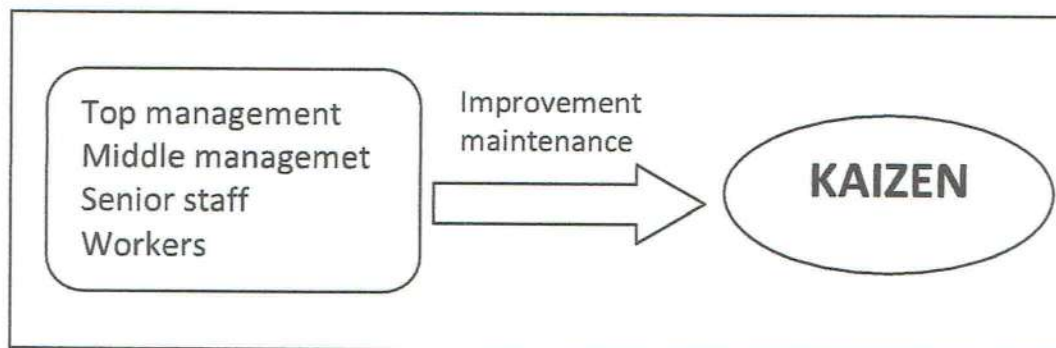 Top management
Middle managemet
Senior staff
Workers
Improvement
maintenance
KAIZEN